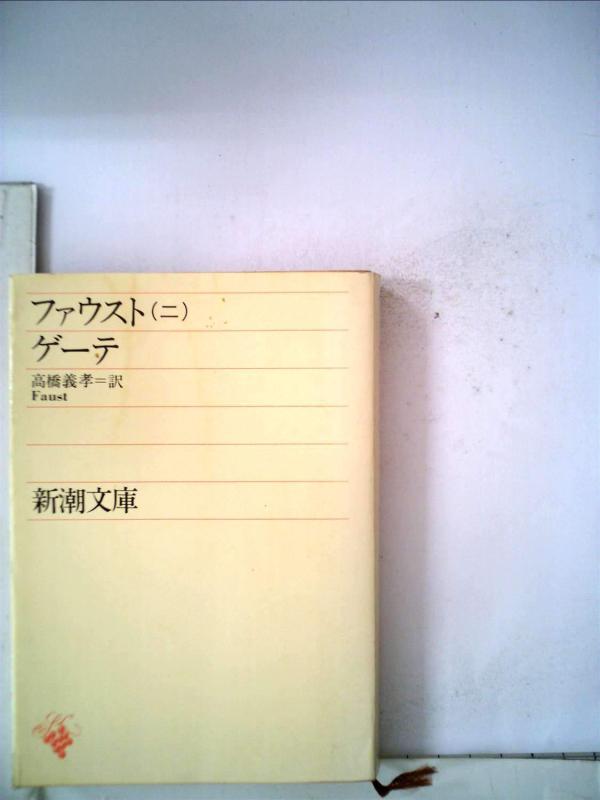 ファウスト(二)
ゲーテ
高橋義孝＝訳
Faust
新潮文庫